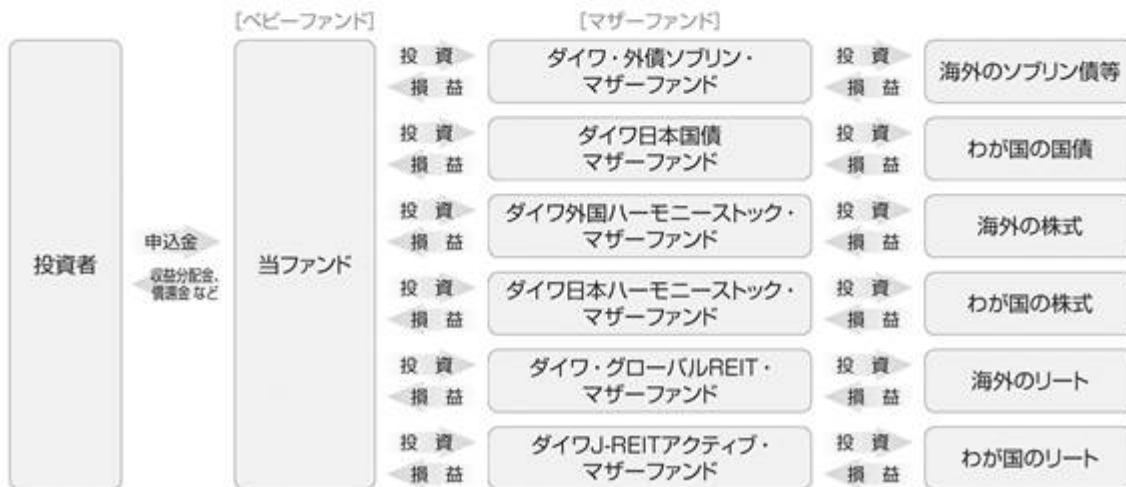 [ベビーファンド]
[マザーファンド]
投資者
申込金
収益分配金、
償還金 など
当ファンド
投 資
損 益
ダイワ・外債ソブリン・
マザーファンド
投 資
損 益
海外のソブリン債等
投 資
損 益
ダイワ日本国債
マザーファンド
投 資
損 益
わが国の国債
投 資
損 益
ダイワ外国ハーモニーストック・
マザーファンド
投 資
損 益
海外の株式
投 資
損 益
ダイワ日本ハーモニーストック・
マザーファンド
投 資
損 益
わが国の株式
投 資
損 益
ダイワ・グローバルREIT・
マザーファンド
投 資
損 益
海外のリート
投 資
損 益
ダイワJ-REITアクティブ・
マザーファンド
投 資
損 益
わが国のリート